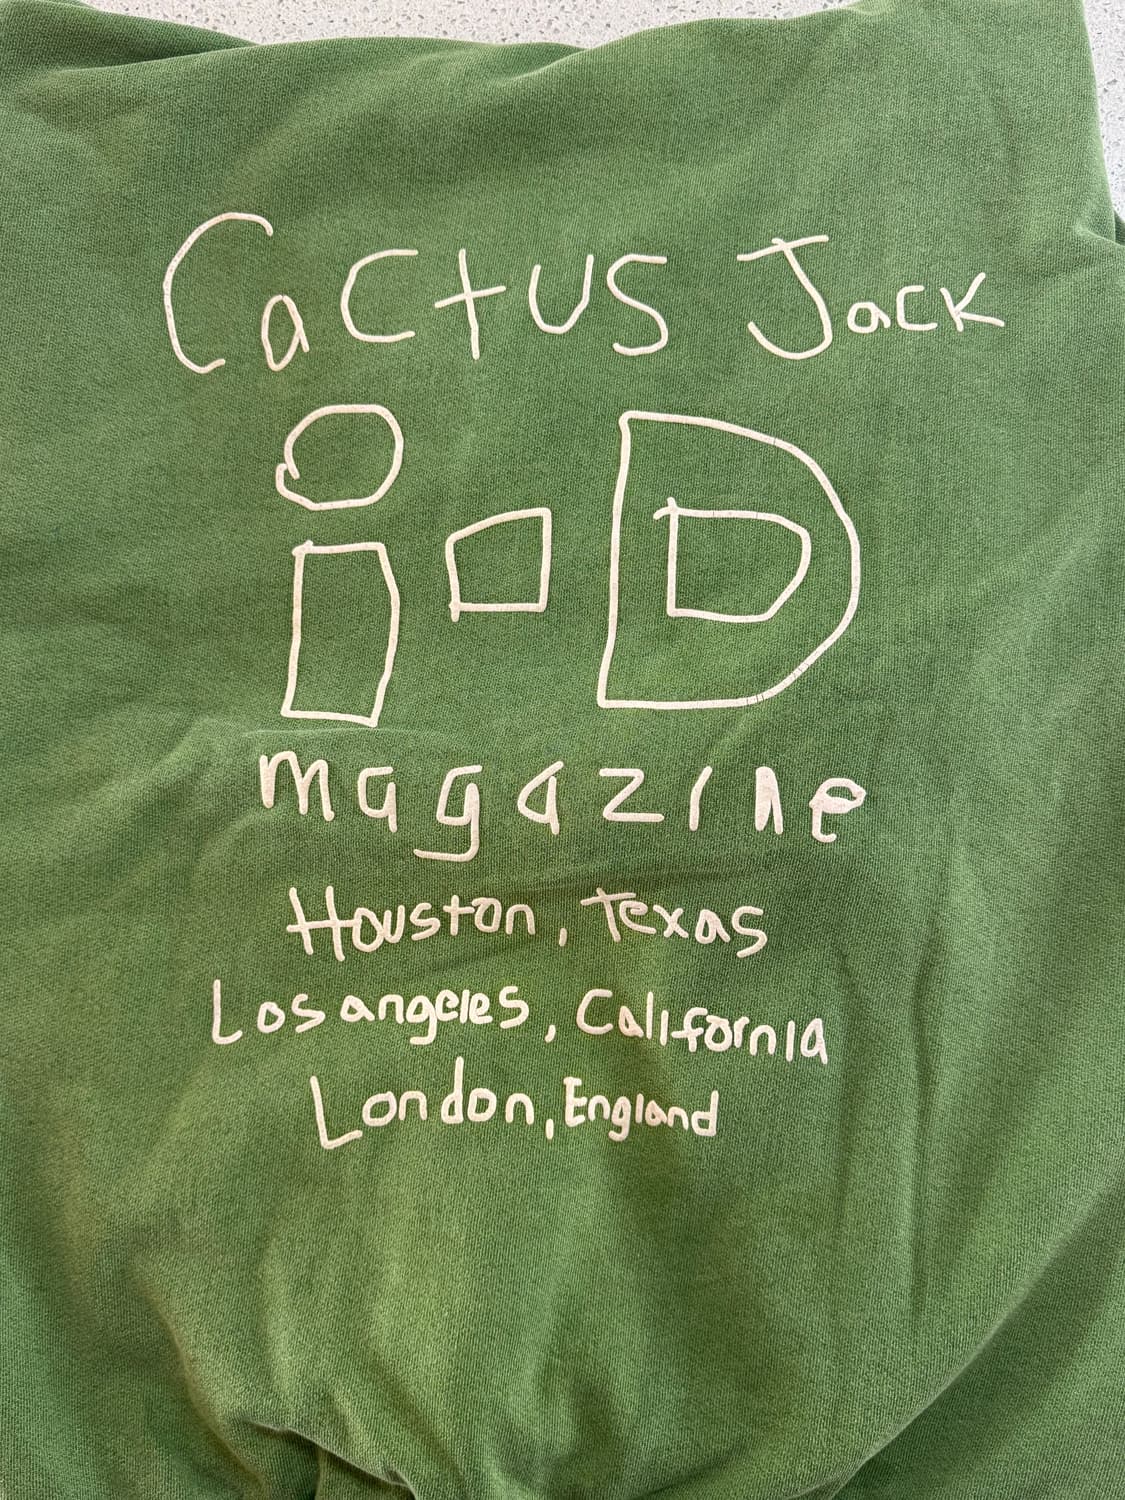 Cactus Jack
i-D
magazine
Houston, Texas
Los angeles, California
London, England